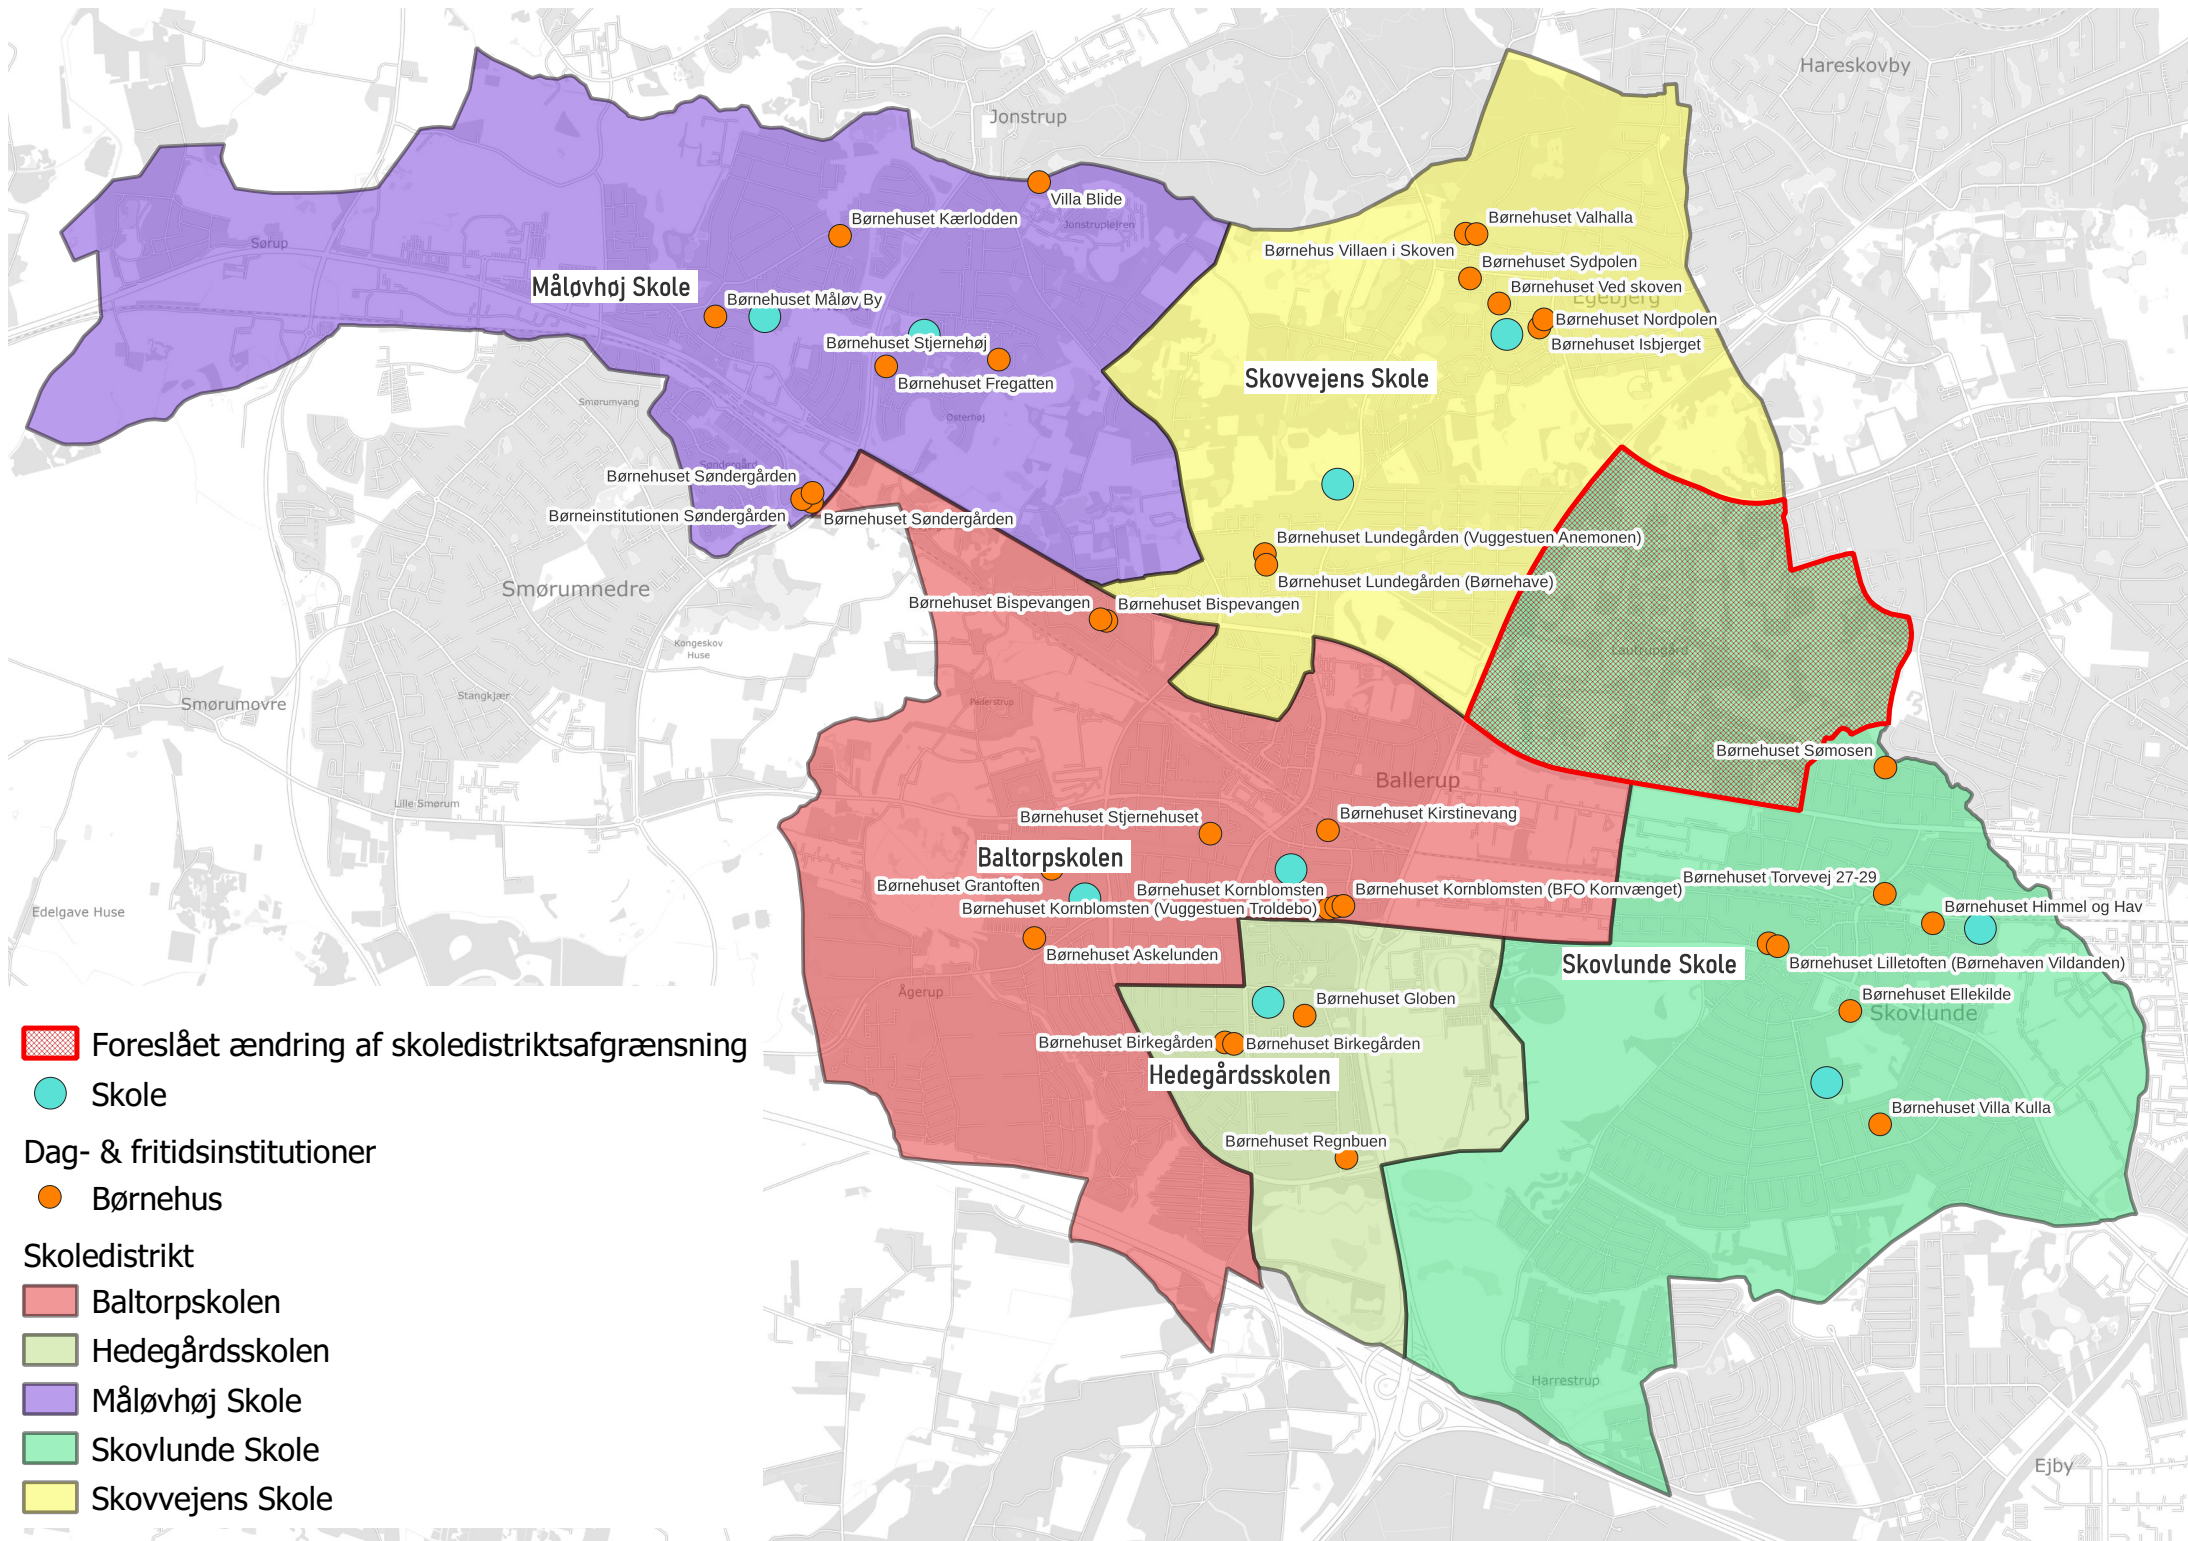 Hareskovby
Jonstrup
Villa Blide
Jonstruplejren
Børnehuset Kærlodden
Børnehuset Valhalla
Sørup
Børnehus Villaen i Skoven
Børnehuset Sydpolen
Måløvhøj Skole
Børnehuset Ved skoven
Egebjerg
Børnehuset Måløv By
Måløv
Børnehuset Nordpolen
Børnehuset Stjernehøj
Børnehuset Isbjerget
Børnehuset Fregatten
Skovvejens Skole
Smørumvang
Østerhøj
Søndergård
Børnehuset Søndergården
Børneinstitutionen Søndergården
Børnehuset Søndergården
Børnehuset Lundegården (Vuggestuen Anemonen)
Børnehuset Lundegården (Børnehave)
Smørumnedre
Børnehuset Bispevangen
Børnehuset Bispevangen
Kongeskov
Huse
Lautrupgård
Stangkjær
Smørumovre
Pederstrup
Børnehuset Sømosen
Ballerup
Lille Smørum
Børnehuset Stjernehuset
Børnehuset Kirstinevang
Baltorpskolen
Børnehuset Grantoften
Børnehuset Kornblomsten
Børnehuset Kornblomsten (BFO Kornvænget)
Børnehuset Torvevej 27-29
Børnehuset Kornblomsten (Vuggestuen Troldebo)
Børnehuset Himmel og Hav
Edelgave Huse
Børnehuset Askelunden
Skovlunde Skole
Børnehuset Lilletoften (Børnehaven Vildanden)
Ågerup
Børnehuset Globen
Børnehuset Ellekilde
Skovlunde
Børnehuset Birkegården
Børnehuset Birkegården
Hedegårdsskolen
Børnehuset Villa Kulla
Børnehuset Regnbuen
Harrestrup
Ejby
Foreslået ændring af skoledistriktsafgrænsning
Skole
Dag- & fritidsinstitutioner
Børnehus
Skoledistrikt
Baltorpskolen
Hedegårdsskolen
Måløvhøj Skole
Skovlunde Skole
Skovvejens Skole